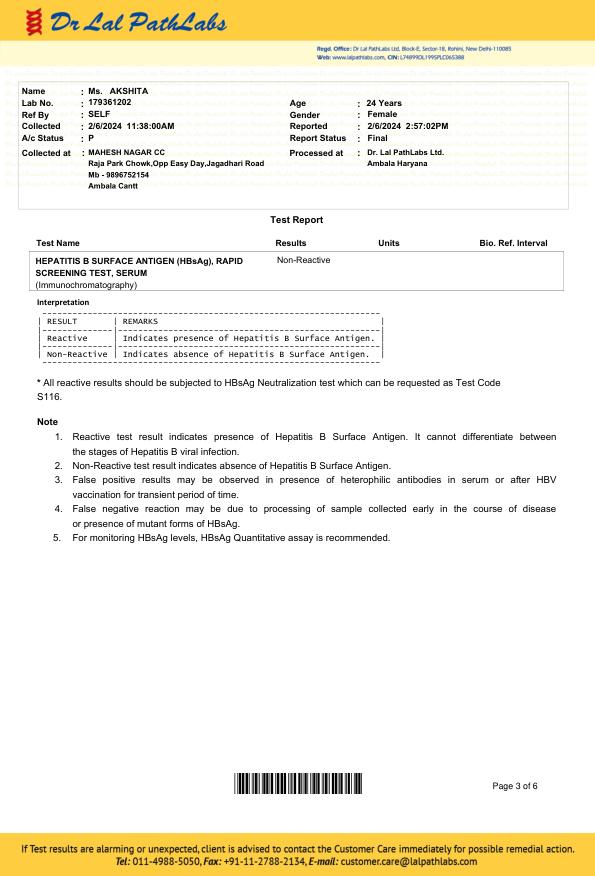 Dr Lal PathLabs
Regd. Office: Dr Lal PathLabs Ltd, Block-E, Sector-18, Rohini, New Delhi-110085
Web: www.lalpathlabs.com, CIN: L74899DL1995PLC065388
Name : Ms. AKSHITA
Lab No. : 179361202 Age : 24 Years
Ref By : SELF Gender : Female
Collected : 2/6/2024 11:38:00AM Reported : 2/6/2024 2:57:02PM
A/c Status : P Report Status : Final
Collected at : MAHESH NAGAR CC Processed at : Dr. Lal PathLabs Ltd.
Raja Park Chowk,Opp Easy Day,Jagadhari Road Ambala Haryana
Mb - 9896752154
Ambala Cantt
Test Report
Test Name Results Units Bio. Ref. Interval
HEPATITIS B SURFACE ANTIGEN (HBsAg), RAPID Non-Reactive
SCREENING TEST, SERUM
(Immunochromatography)
Interpretation
| RESULT | REMARKS |
| Reactive | Indicates presence of Hepatitis B Surface Antigen. |
| Non-Reactive | Indicates absence of Hepatitis B Surface Antigen. |
* All reactive results should be subjected to HBsAg Neutralization test which can be requested as Test Code
S116.
Note
1. Reactive test result indicates presence of Hepatitis B Surface Antigen. It cannot differentiate between
the stages of Hepatitis B viral infection.
2. Non-Reactive test result indicates absence of Hepatitis B Surface Antigen.
3. False positive results may be observed in presence of heterophilic antibodies in serum or after HBV
vaccination for transient period of time.
4. False negative reaction may be due to processing of sample collected early in the course of disease
or presence of mutant forms of HBsAg.
5. For monitoring HBsAg levels, HBsAg Quantitative assay is recommended.
Page 3 of 6
If Test results are alarming or unexpected, client is advised to contact the Customer Care immediately for possible remedial action.
Tel: 011-4988-5050, Fax: +91-11-2788-2134, E-mail: customer.care@lalpathlabs.com